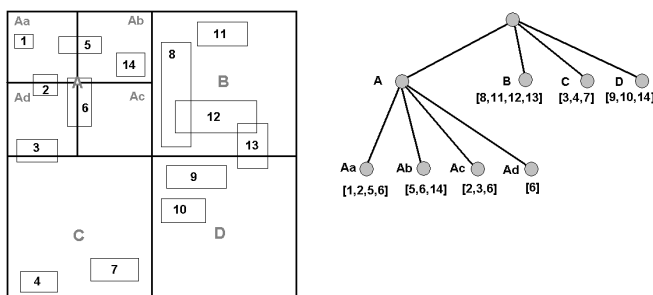 Aa
Ab
1
5
11
8
14
A
B
2
Ad
6
Ac
12
13
3
9
10
C
D
7
4
A
B
C
D
[8,11,12,13]
[3,4,7]
[9,10,14]
Aa
Ab
Ac
Ad
[1,2,5,6]
[5,6,14]
[2,3,6]
[6]